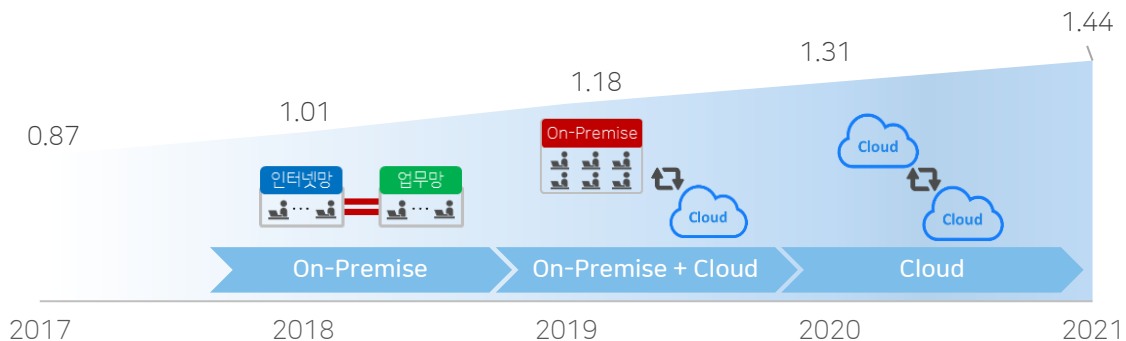 1.44
1.31
1.18
1.01
0.87
On-Premise
Cloud
인터넷망
업무망
...
...
Cloud
Cloud
On-Premise
On-Premise + Cloud
Cloud
2017
2018
2019
2020
2021